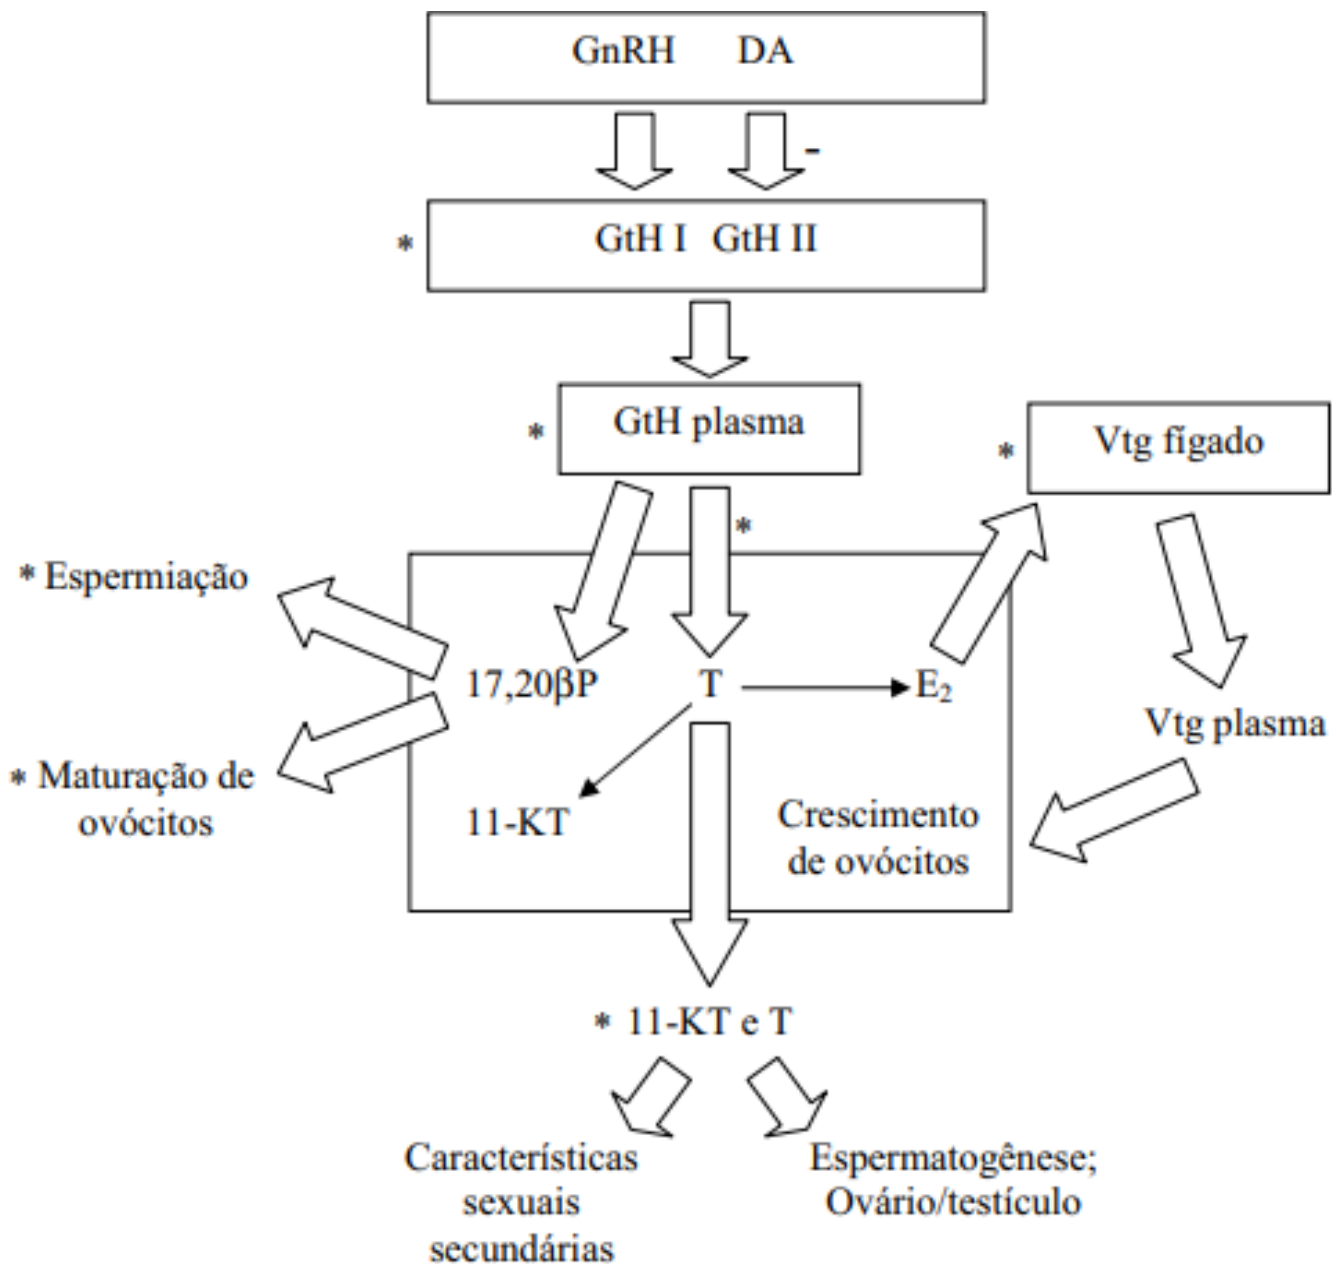 GnRH DA
-
* GtH I GtH II
* GtH plasma
* Vtg fígado
*
* Espermiação
17,20βP T E₂
Vtg plasma
* Maturação de
ovócitos
11-KT
Crescimento
de ovócitos
* 11-KT e T
Características
sexuais
secundárias
Espermatogênese;
Ovário/testículo